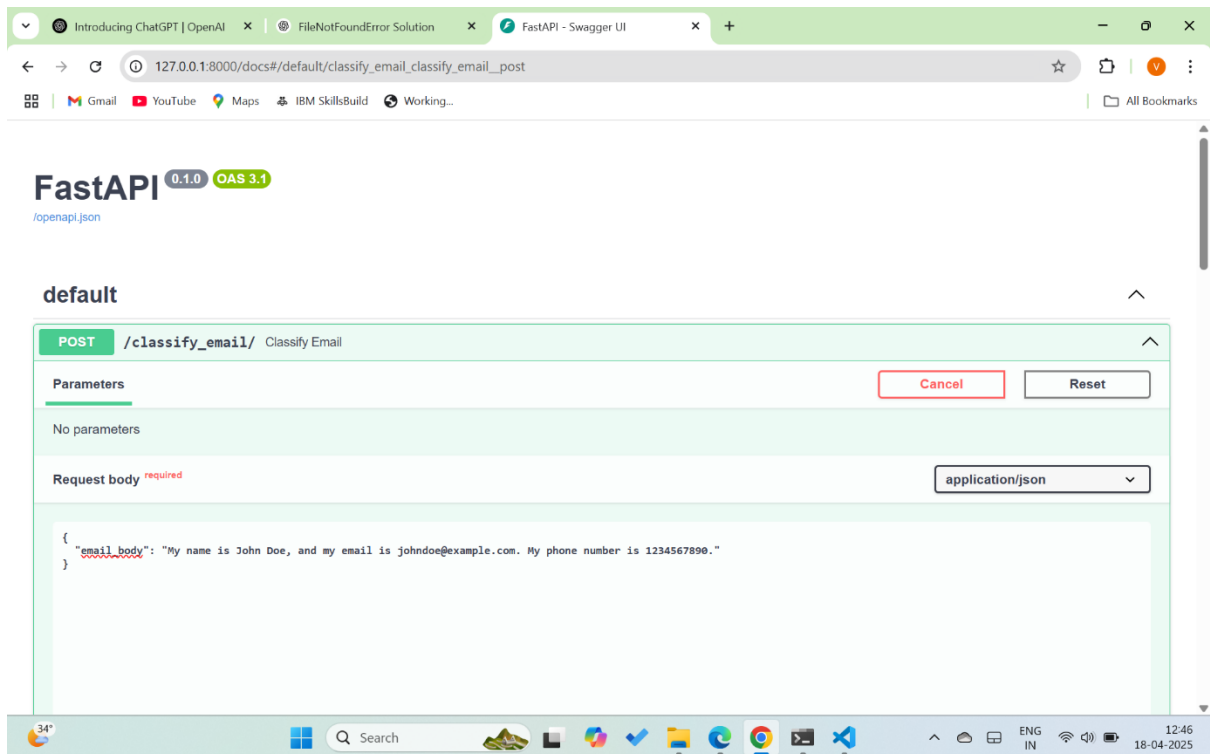 Introducing ChatGPT | OpenAI
FileNotFoundError Solution
FastAPI - Swagger UI
127.0.0.1:8000/docs#/default/classify_email_classify_email__post
V
Gmail
YouTube
Maps
IBM SkillsBuild
Working...
All Bookmarks
FastAPI 0.1.0 OAS 3.1
/openapi.json
default
POST /classify_email/ Classify Email
Parameters
Cancel
Reset
No parameters
Request body required
application/json
{
"email_body": "My name is John Doe, and my email is johndoe@example.com. My phone number is 1234567890."
}
34°
Search
ENG
IN
12:46
18-04-2025